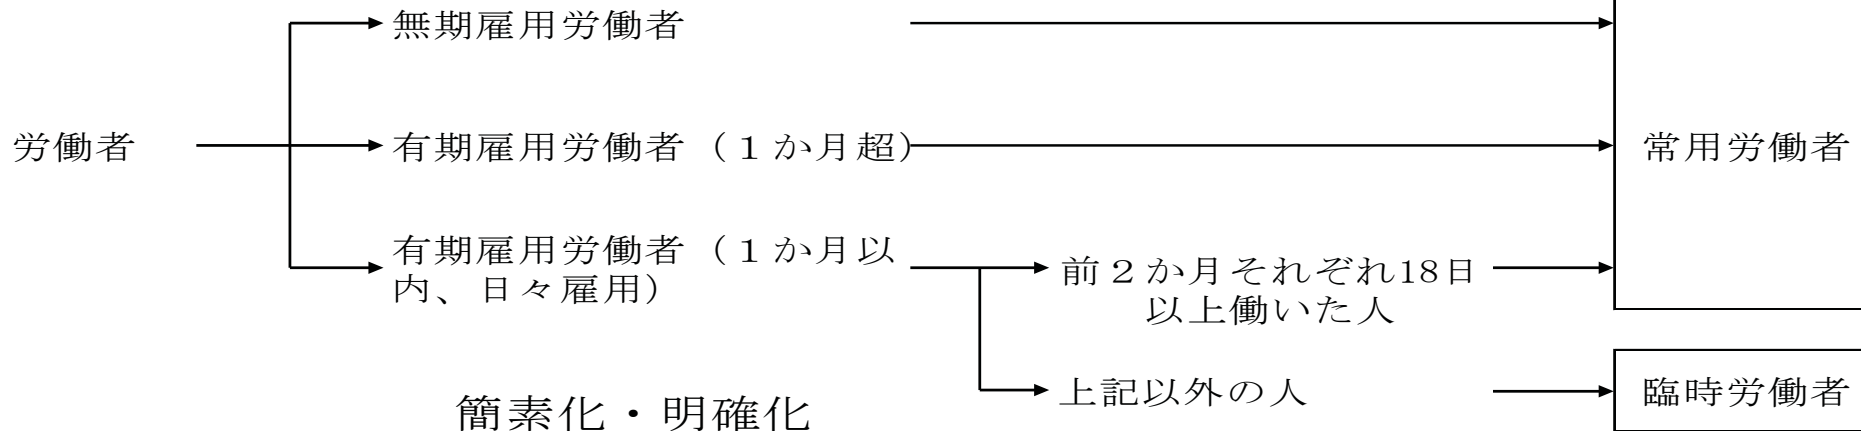 無期雇用労働者
労働者
有期雇用労働者（１か月超）
常用労働者
有期雇用労働者（１か月以
内、日々雇用）
前２か月それぞれ18日
以上働いた人
上記以外の人
臨時労働者
簡素化・明確化